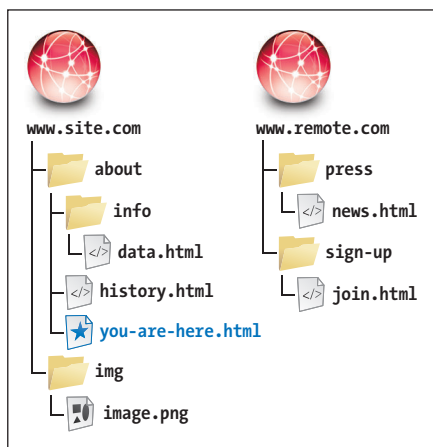 www.site.com
about
info
data.html
history.html
you-are-here.html
img
image.png
www.remote.com
press
news.html
sign-up
join.html